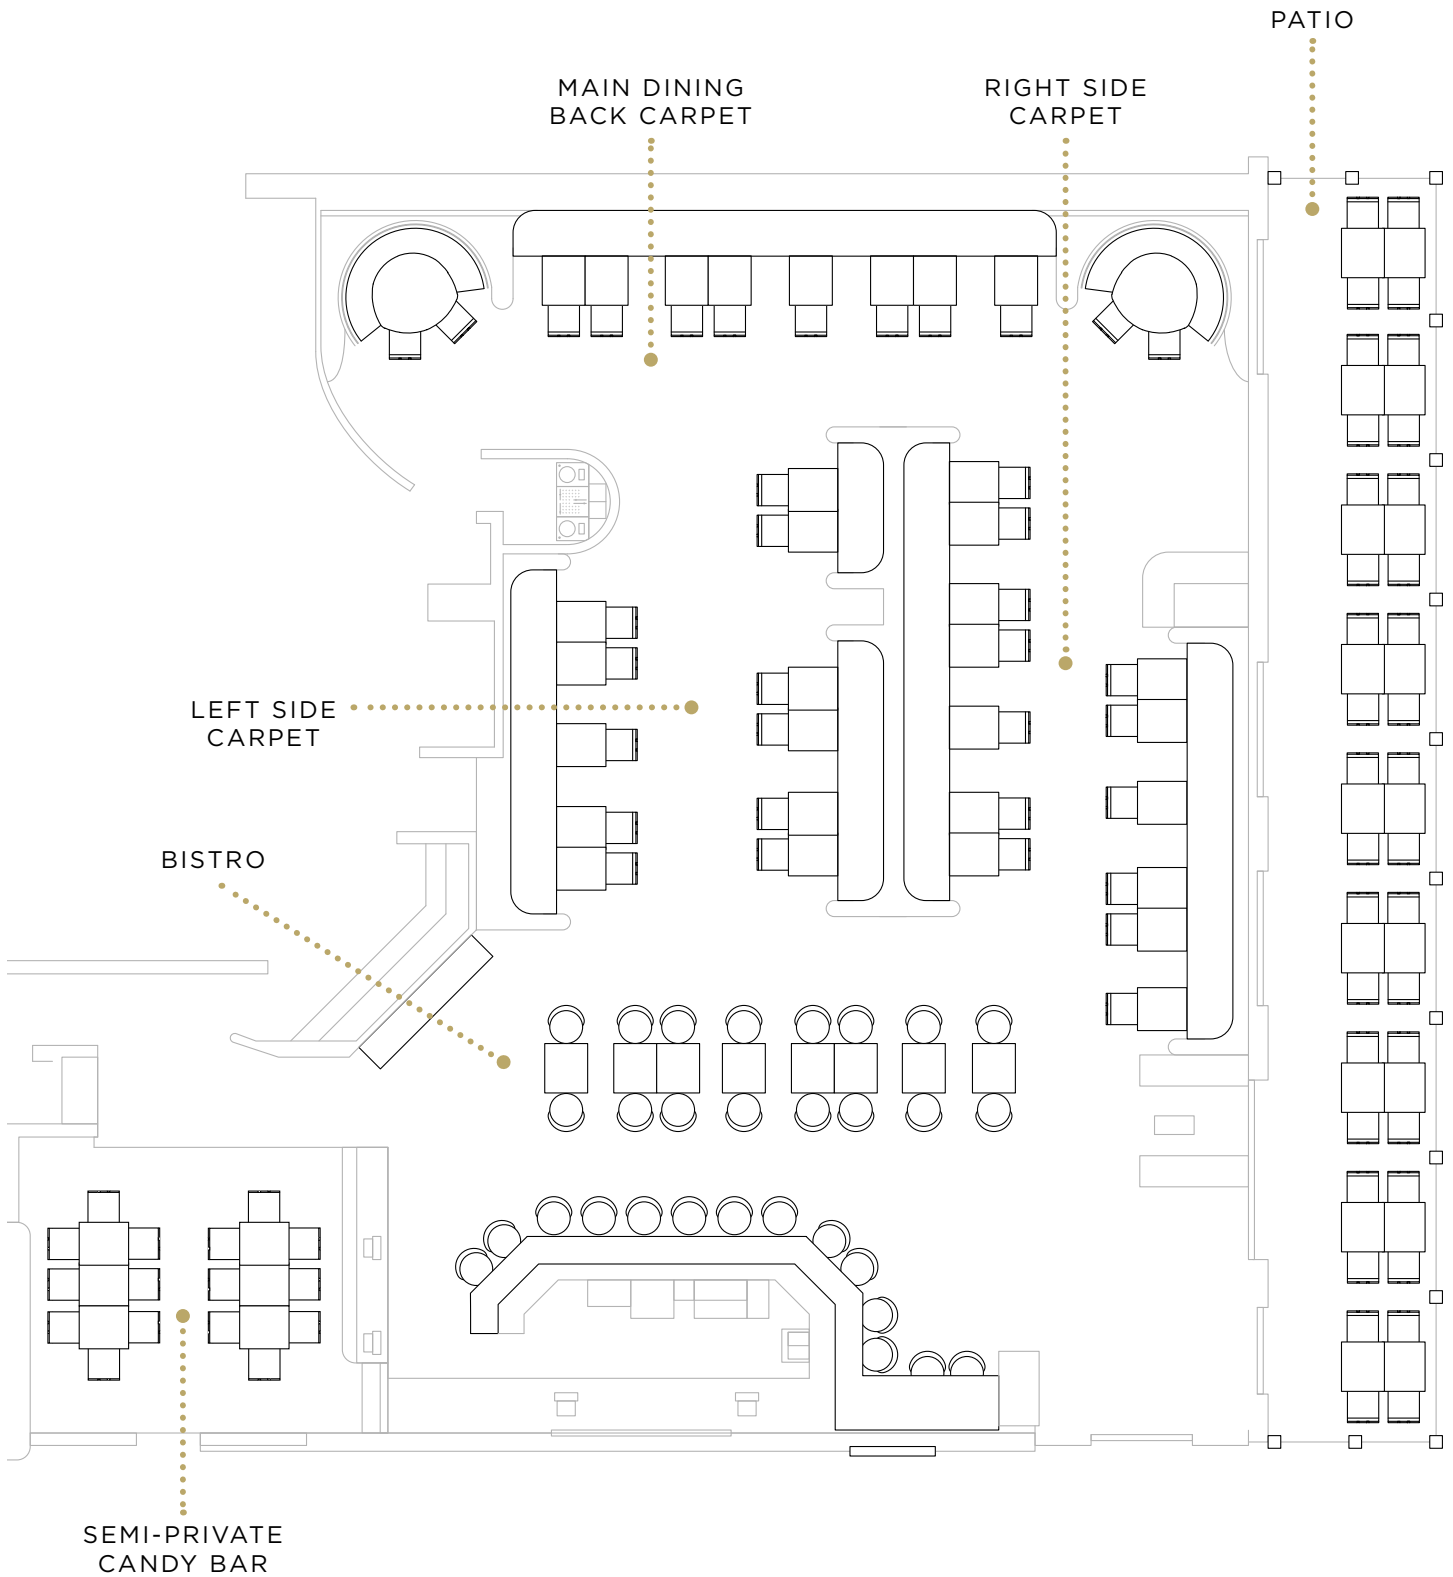 PATIO
MAIN DINING
BACK CARPET
RIGHT SIDE
CARPET
LEFT SIDE
CARPET
BISTRO
SEMI-PRIVATE
CANDY BAR